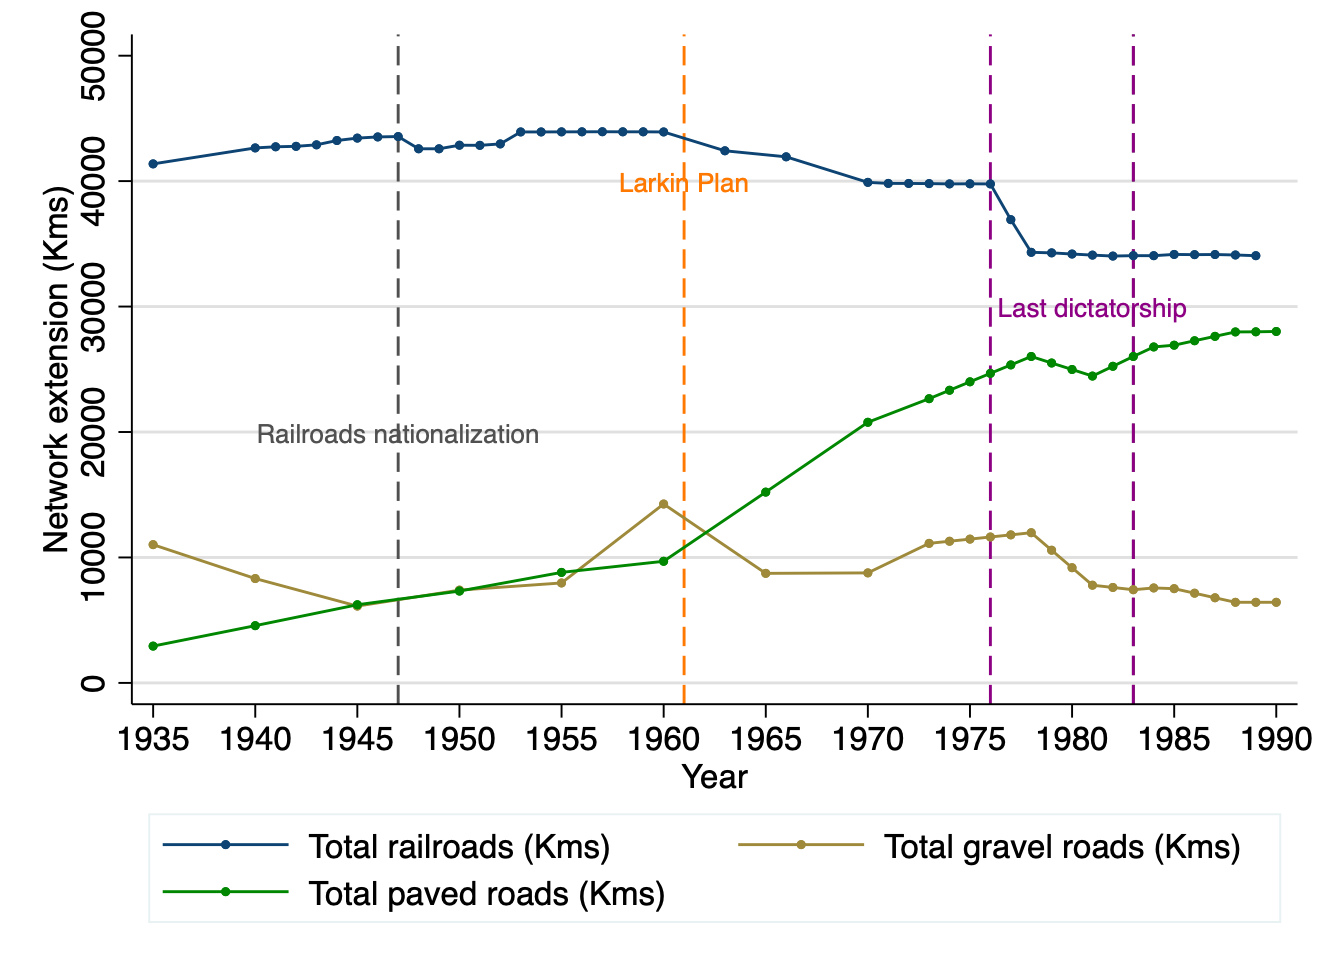 50000
40000
30000
20000
10000
0
Network extension (Kms)
Larkin Plan
Last dictatorship
Railroads nationalization
1935 1940 1945 1950 1955 1960 1965 1970 1975 1980 1985 1990
Year
Total railroads (Kms) Total gravel roads (Kms)
Total paved roads (Kms)